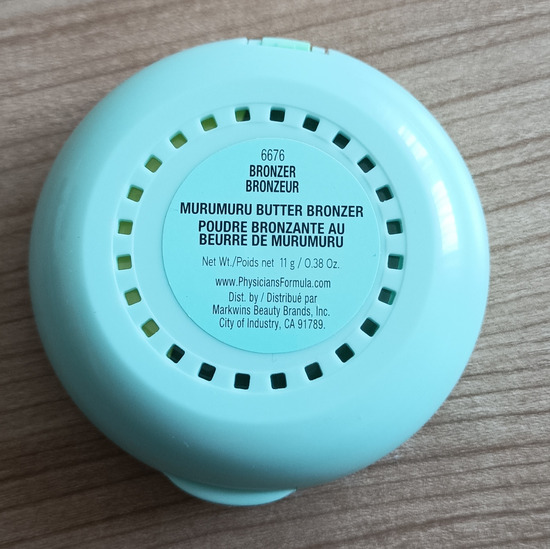 6676
BRONZER
BRONZEUR
MURUMURU BUTTER BRONZER
POUDRE BRONZANTE AU
BEURRE DE MURUMURU
Net Wt./Poids net 11 g / 0.38 Oz.
www.PhysiciansFormula.com
Dist. by / Distribué par
Markwins Beauty Brands, Inc.
City of Industry, CA 91789.